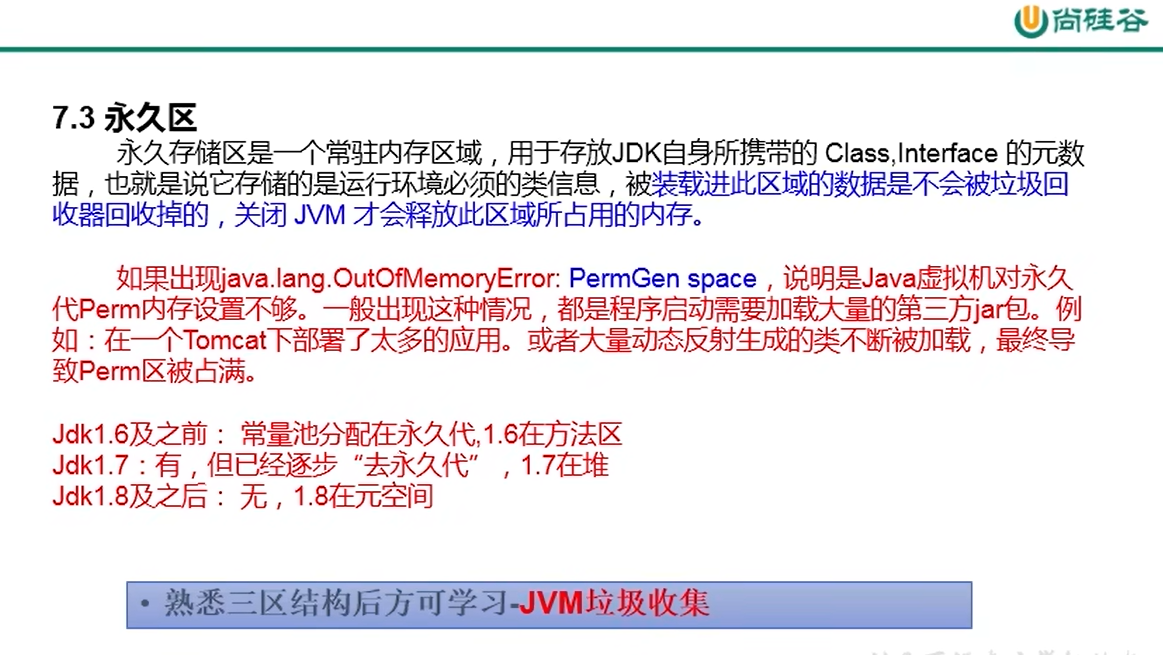 尚硅谷
7.3 永久区
永久存储区是一个常驻内存区域，用于存放JDK自身所携带的 Class,Interface 的元数
据，也就是说它存储的是运行环境必须的类信息，被装载进此区域的数据是不会被垃圾回
收器回收掉的，关闭 JVM 才会释放此区域所占用的内存。
如果出现java.lang.OutOfMemoryError: PermGen space，说明是Java虚拟机对永久
代Perm内存设置不够。一般出现这种情况，都是程序启动需要加载大量的第三方jar包。例
如：在一个Tomcat下部署了太多的应用。或者大量动态反射生成的类不断被加载，最终导
致Perm区被占满。
Jdk1.6及之前： 常量池分配在永久代,1.6在方法区
Jdk1.7：有，但已经逐步“去永久代”，1.7在堆
Jdk1.8及之后： 无，1.8在元空间
• 熟悉三区结构后方可学习-JVM垃圾收集